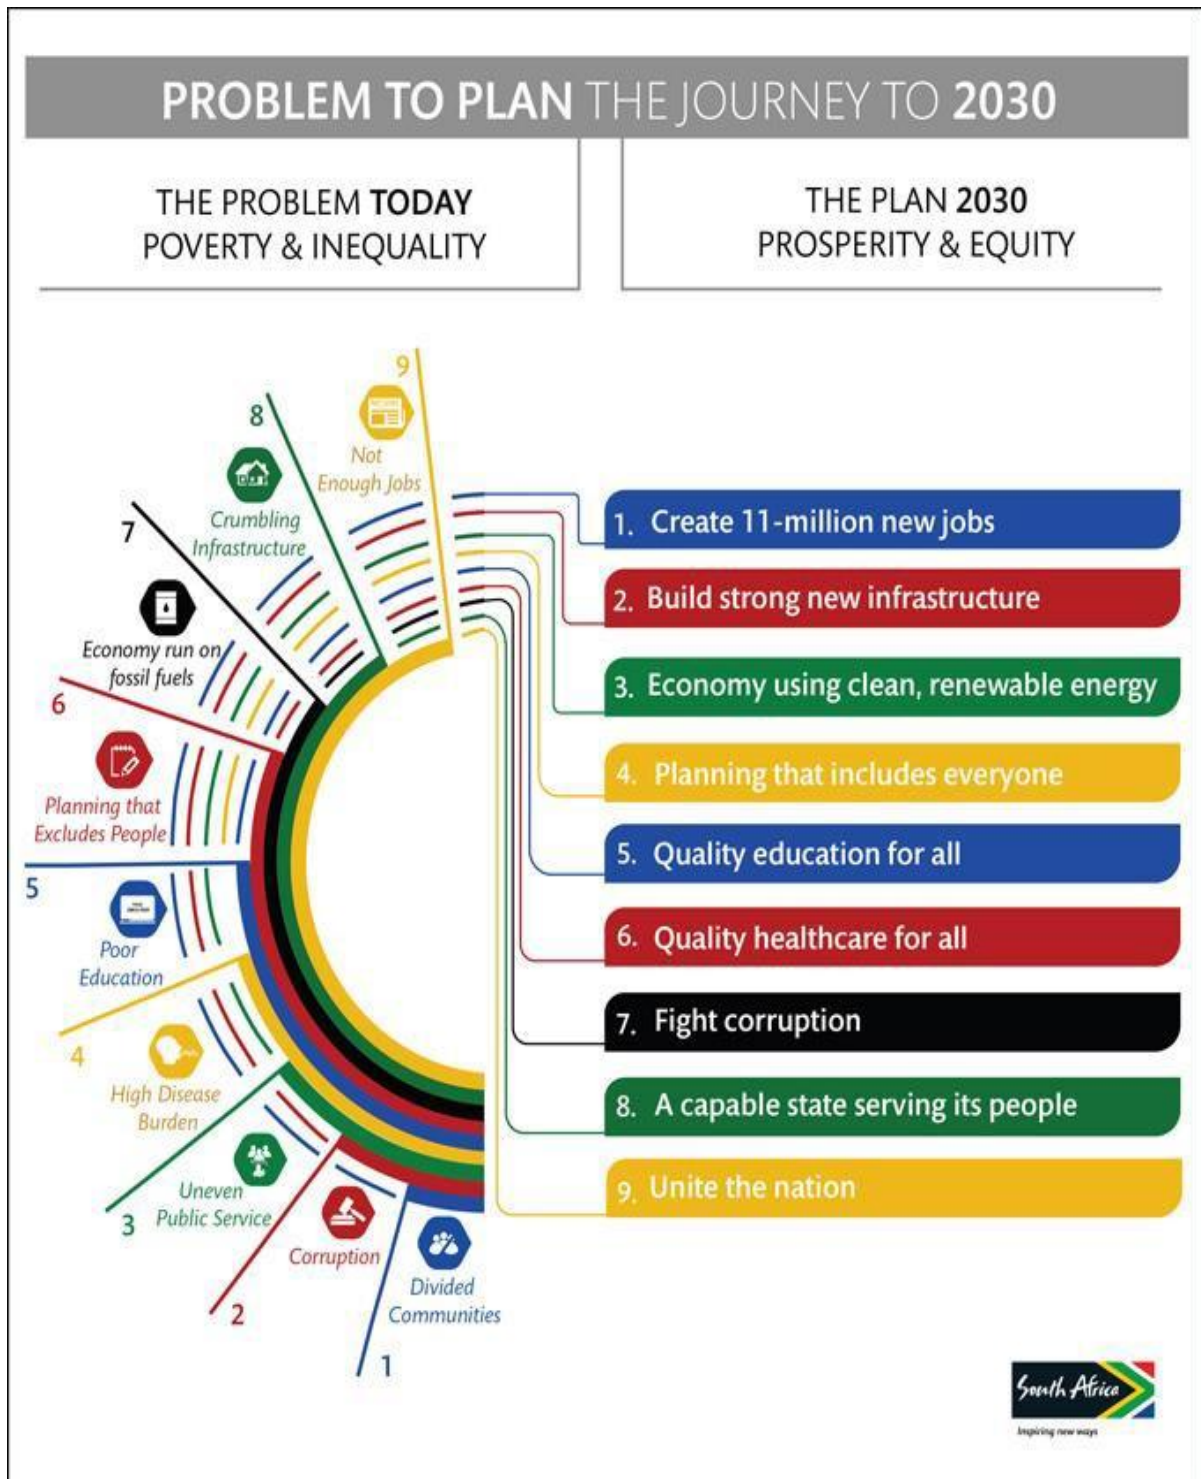 PROBLEM TO PLAN THE JOURNEY TO 2030
THE PROBLEM TODAY
POVERTY & INEQUALITY
THE PLAN 2030
PROSPERITY & EQUITY
9
Not
Enough Jobs
8
Crumbling
Infrastructure
7
Economy run on
fossil fuels
6
Planning that
Excludes People
5
Poor
Education
4
High Disease
Burden
3
Uneven
Public Service
2
Corruption
1
Divided
Communities
1. Create 11-million new jobs
2. Build strong new infrastructure
3. Economy using clean, renewable energy
4. Planning that includes everyone
5. Quality education for all
6. Quality healthcare for all
7. Fight corruption
8. A capable state serving its people
9. Unite the nation
South Africa
Inspiring new ways